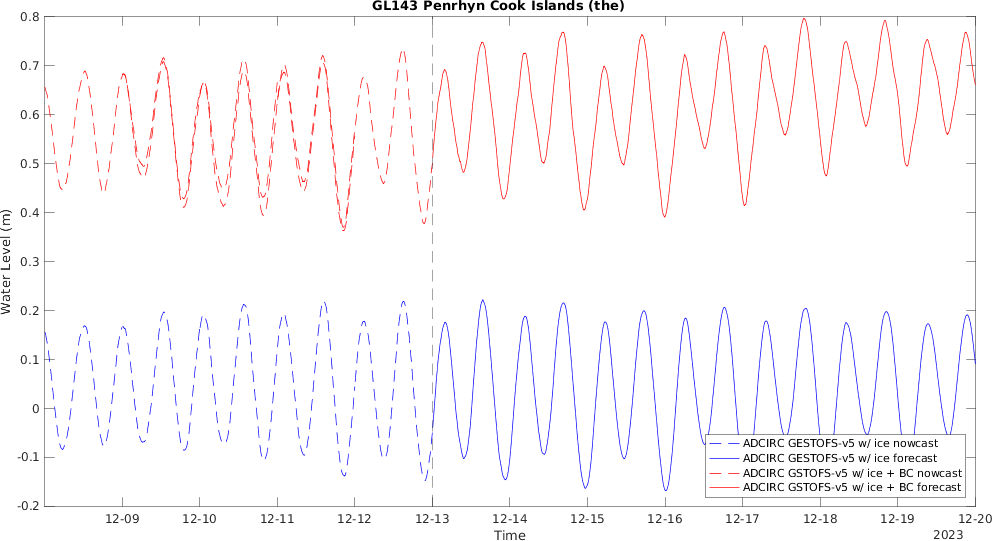 GL143 Penrhyn Cook Islands (the)
0.8
0.7
0.6
0.5
0.4
0.3
0.2
0.1
0
-0.1
-0.2
Water Level (m)
ADCIRC GESTOFS-v5 w/ ice nowcast
ADCIRC GESTOFS-v5 w/ ice forecast
ADCIRC GSTOFS-v5 w/ ice + BC nowcast
ADCIRC GSTOFS-v5 w/ ice + BC forecast
12-09 12-10 12-11 12-12 12-13 12-14 12-15 12-16 12-17 12-18 12-19 12-20
Time
2023